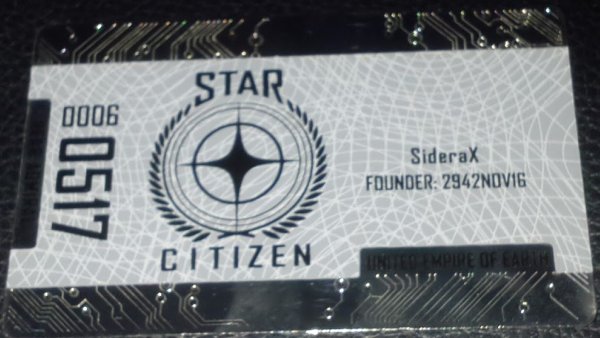 0006
0517
STAR
CITIZEN
SideraX
FOUNDER: 2942NOV16
UNITED EMPIRE OF EARTH